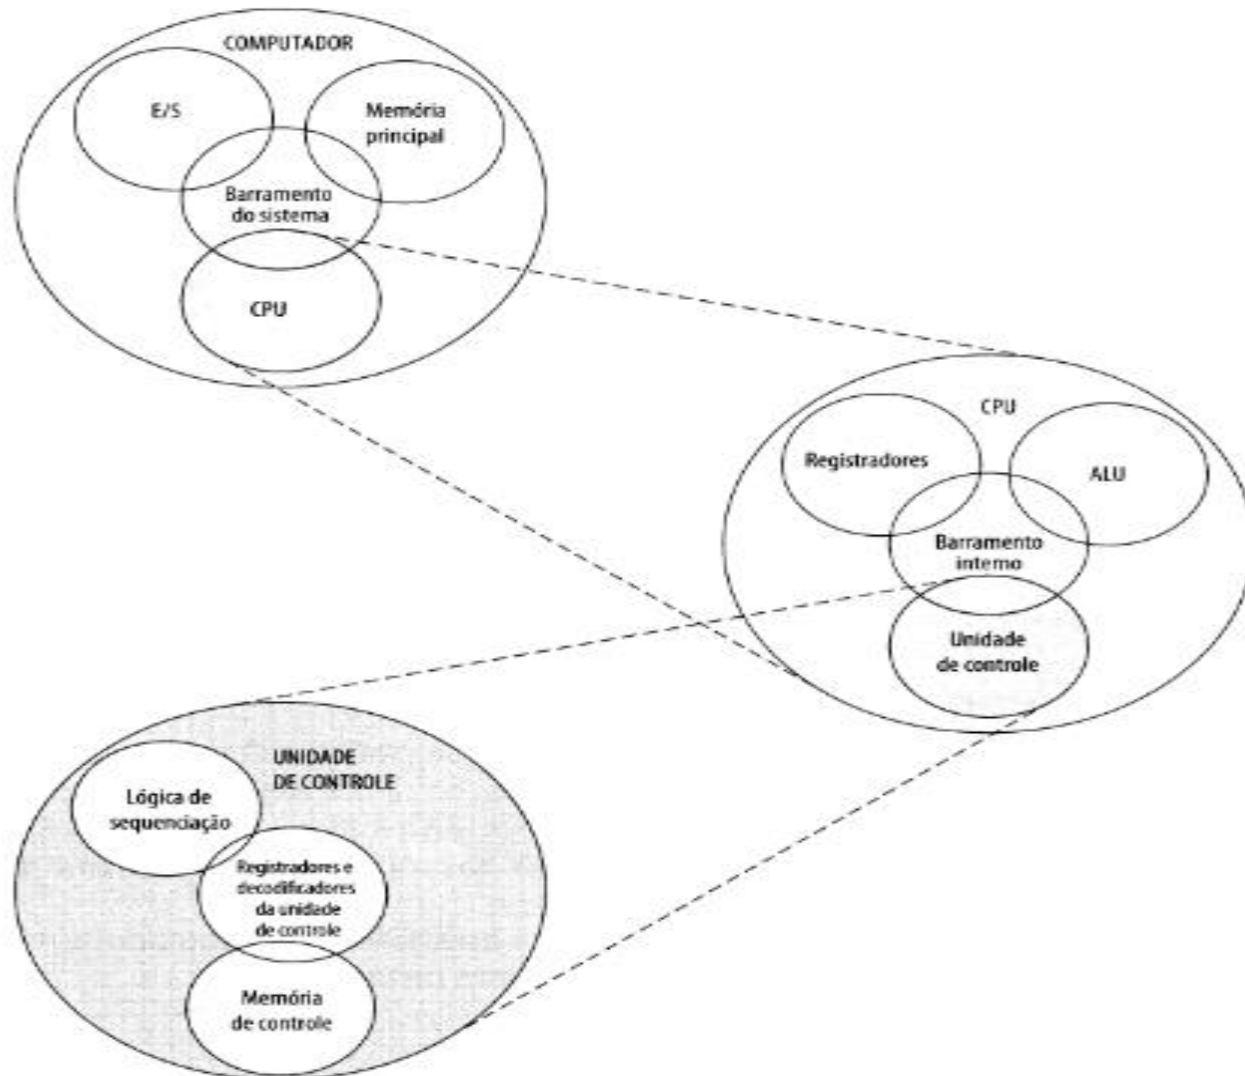 COMPUTADOR
E/S
Memória
principal
Barramento
do sistema
CPU
CPU
Registradores
ALU
Barramento
interno
Unidade
de controle
UNIDADE
DE CONTROLE
Lógica de
sequenciação
Registradores e
decodificadores
da unidade
de controle
Memória
de controle